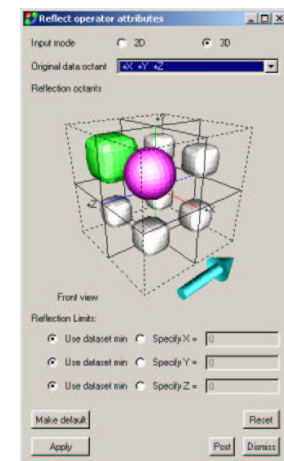 Reflect operator attributes
Input mode 2D 3D
Original data octant +X +Y +Z
Reflection octants
+Z +X
Front view
Reflection Limits:
Use dataset min Specify X = 0
Use dataset min Specify Y = 0
Use dataset min Specify Z = 0
Make default Reset
Apply Post Dismiss